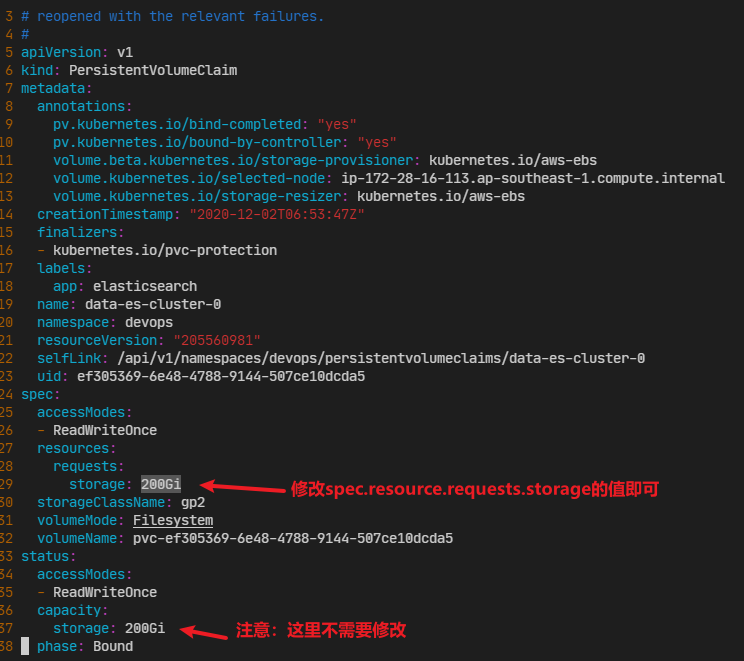 3 # reopened with the relevant failures.
4 #
5 apiVersion: v1
6 kind: PersistentVolumeClaim
7 metadata:
8   annotations:
9     pv.kubernetes.io/bind-completed: "yes"
10     pv.kubernetes.io/bound-by-controller: "yes"
11     volume.beta.kubernetes.io/storage-provisioner: kubernetes.io/aws-ebs
12     volume.kubernetes.io/selected-node: ip-172-28-16-113.ap-southeast-1.compute.internal
13     volume.kubernetes.io/storage-resizer: kubernetes.io/aws-ebs
14   creationTimestamp: "2020-12-02T06:53:47Z"
15   finalizers:
16   - kubernetes.io/pvc-protection
17   labels:
18     app: elasticsearch
19   name: data-es-cluster-0
20   namespace: devops
21   resourceVersion: "205560981"
22   selfLink: /api/v1/namespaces/devops/persistentvolumeclaims/data-es-cluster-0
23   uid: ef305369-6e48-4788-9144-507ce10dcda5
24 spec:
25   accessModes:
26   - ReadWriteOnce
27   resources:
28     requests:
29       storage: 200Gi 修改spec.resource.requests.storage的值即可
30   storageClassName: gp2
31   volumeMode: Filesystem
32   volumeName: pvc-ef305369-6e48-4788-9144-507ce10dcda5
33 status:
34   accessModes:
35   - ReadWriteOnce
36   capacity:
37     storage: 200Gi 注意：这里不需要修改
38   phase: Bound